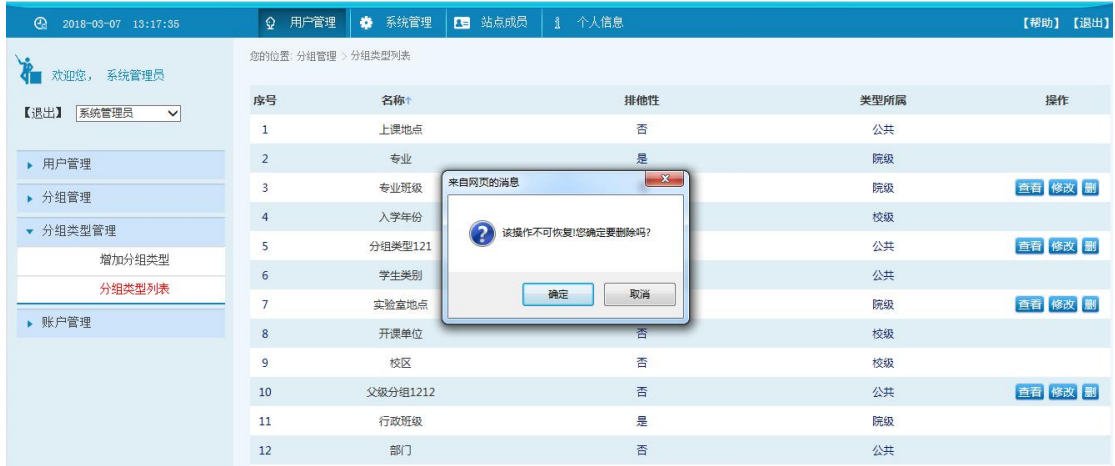 2018-03-07 13:17:35 用户管理 系统管理 站点成员 个人信息 【帮助】 【退出】
欢迎您， 系统管理员
【退出】 系统管理员
用户管理
分组管理
分组类型管理
增加分组类型
分组类型列表
账户管理
您的位置: 分组管理 > 分组类型列表
序号 名称↑ 排他性 类型所属 操作
1 上课地点 否 公共
2 专业 是 院级
3 专业班级 院级 查看 修改 删
4 入学年份 校级
5 分组类型121 公共 查看 修改 删
6 学生类别 公共
7 实验室地点 院级 查看 修改 删
8 开课单位 否 校级
9 校区 否 校级
10 父级分组1212 否 公共 查看 修改 删
11 行政班级 是 院级
12 部门 否 公共
来自网页的消息
该操作不可恢复!您确定要删除吗?
确定 取消